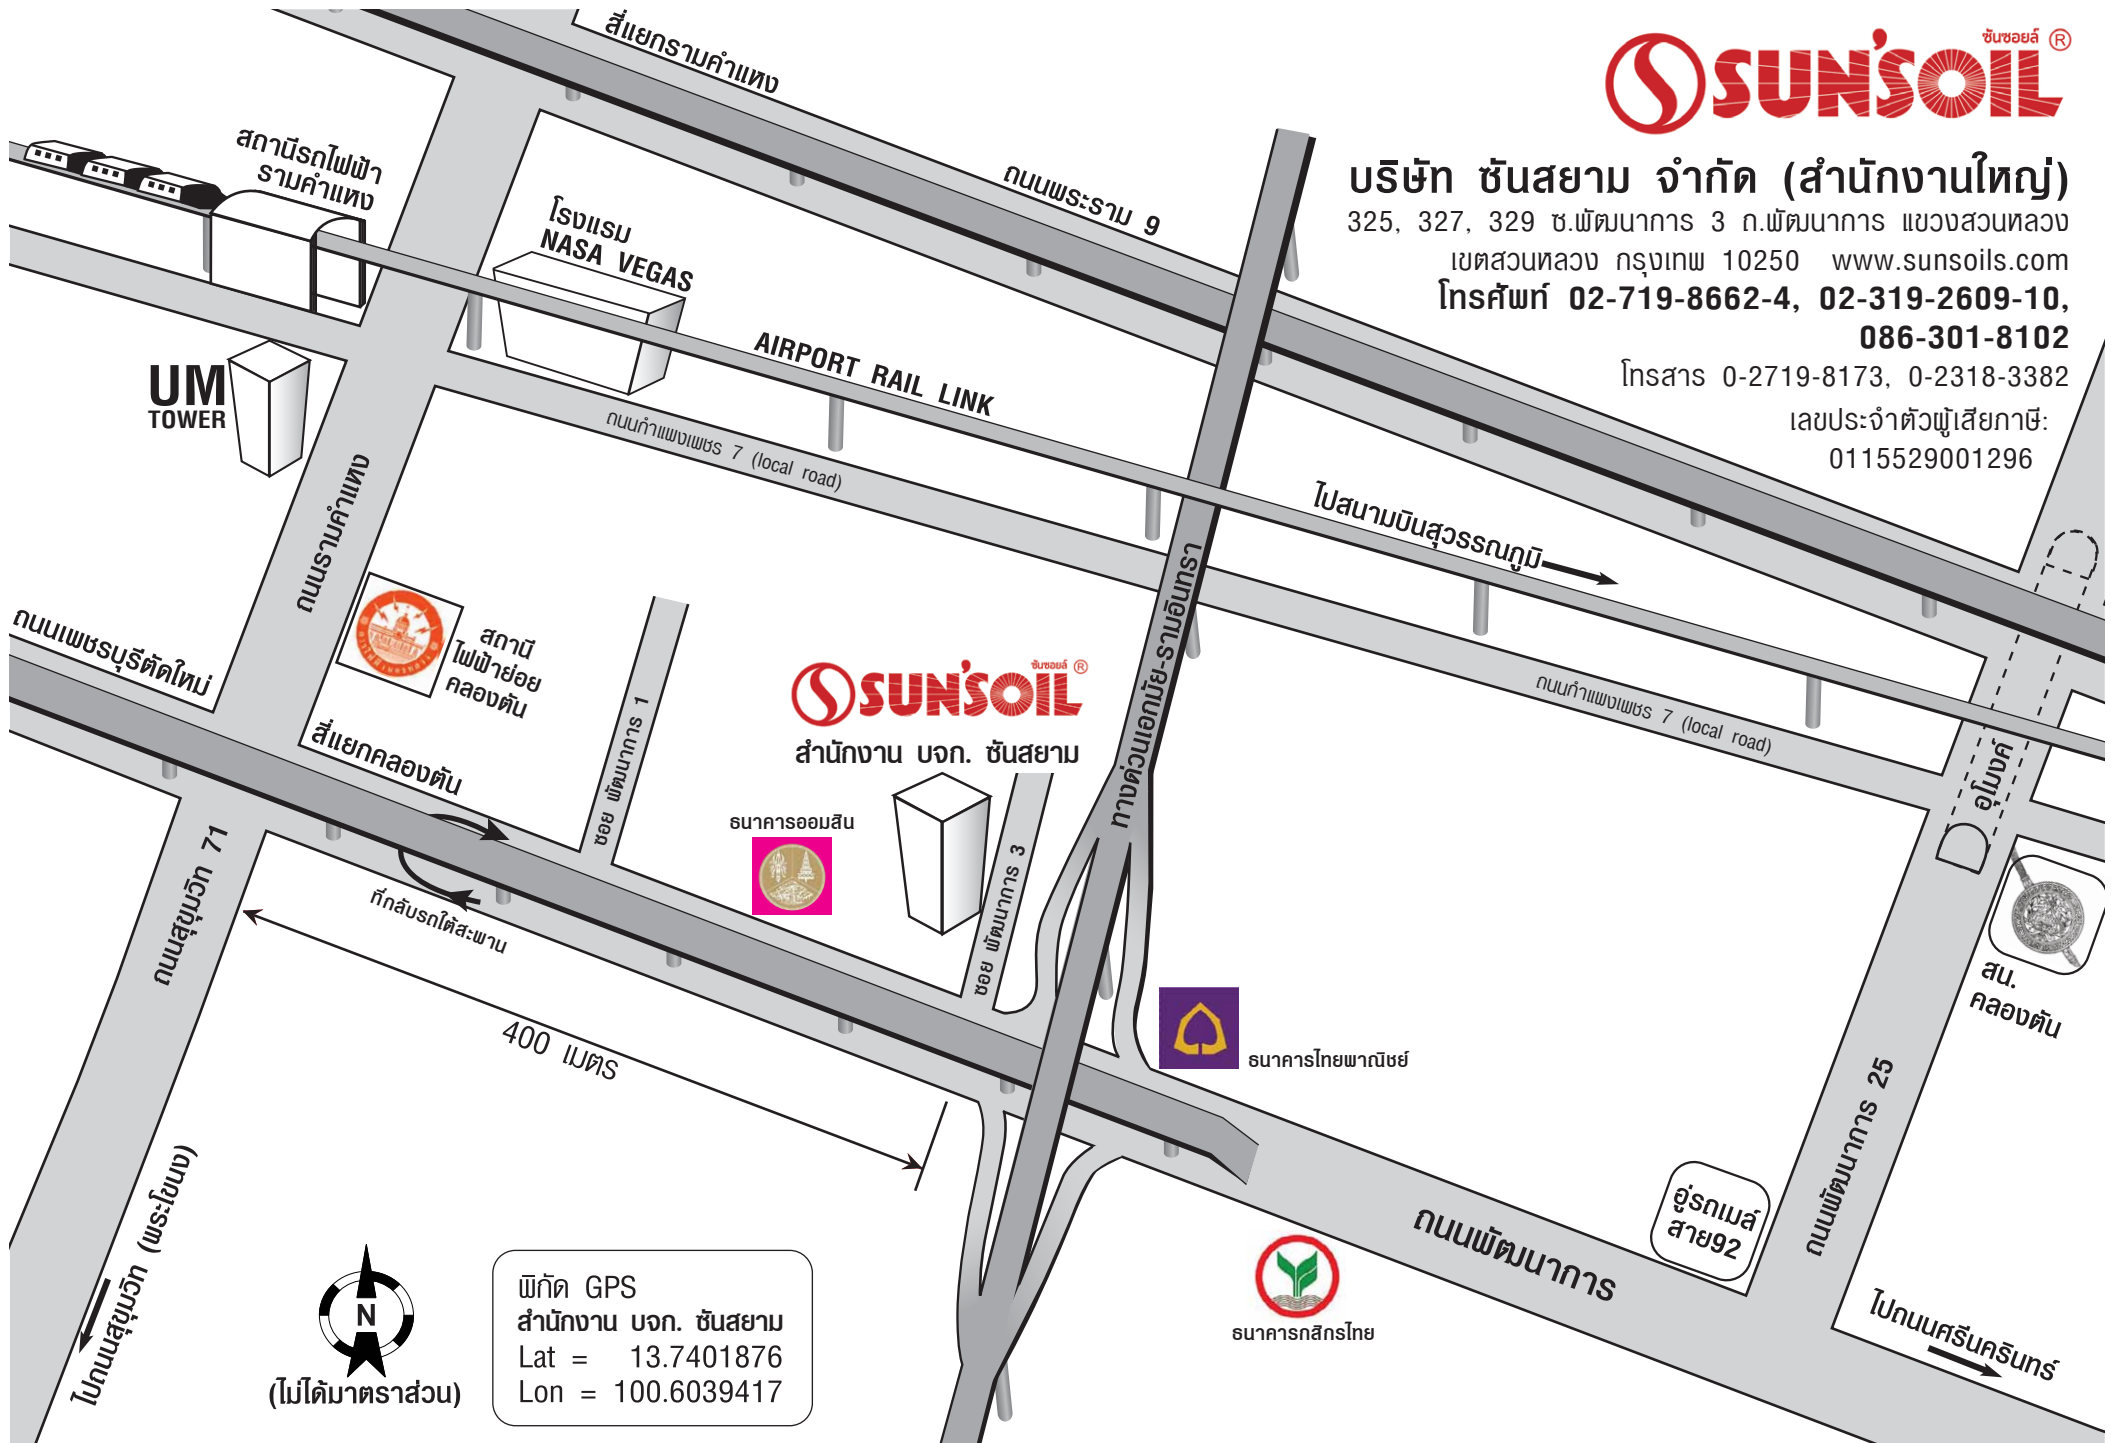 สี่แยกรามคำแหง
ซันซอยล์ ®
SUN'SOIL
บริษัท ซันสยาม จำกัด (สำนักงานใหญ่)
325, 327, 329 ซ.พัฒนาการ 3 ถ.พัฒนาการ แขวงสวนหลวง
เขตสวนหลวง กรุงเทพ 10250 www.sunsoils.com
โทรศัพท์ 02-719-8662-4, 02-319-2609-10,
086-301-8102
โทรสาร 0-2719-8173, 0-2318-3382
เลขประจำตัวผู้เสียภาษี:
0115529001296
สถานีรถไฟฟ้า
รามคำแหง
ถนนพระราม 9
โรงแรม
NASA VEGAS
AIRPORT RAIL LINK
UM
TOWER
ถนนกำแพงเพชร 7 (local road)
ถนนรามคำแหง
ไปสนามบินสุวรรณภูมิ
ทางด่วนเอกมัย-รามอินทรา
ถนนเพชรบุรีตัดใหม่
สถานี
ไฟฟ้าย่อย
คลองตัน
ซันซอยล์ ®
SUN'SOIL
สำนักงาน บจก. ซันสยาม
ถนนกำแพงเพชร 7 (local road)
อุโมงค์
สี่แยกคลองตัน
ซอย พัฒนาการ 1
ธนาคารออมสิน
ซอย พัฒนาการ 3
ถนนสุขุมวิท 71
ที่กลับรถใต้สะพาน
400 เมตร
สน.
คลองตัน
ธนาคารไทยพาณิชย์
ถนนพัฒนาการ 25
อู่รถเมล์
สาย92
ถนนพัฒนาการ
ธนาคารกสิกรไทย
ไปถนนศรีนครินทร์
ไปถนนสุขุมวิท (พระโขนง)
N
(ไม่ได้มาตราส่วน)
พิกัด GPS
สำนักงาน บจก. ซันสยาม
Lat = 13.7401876
Lon = 100.6039417